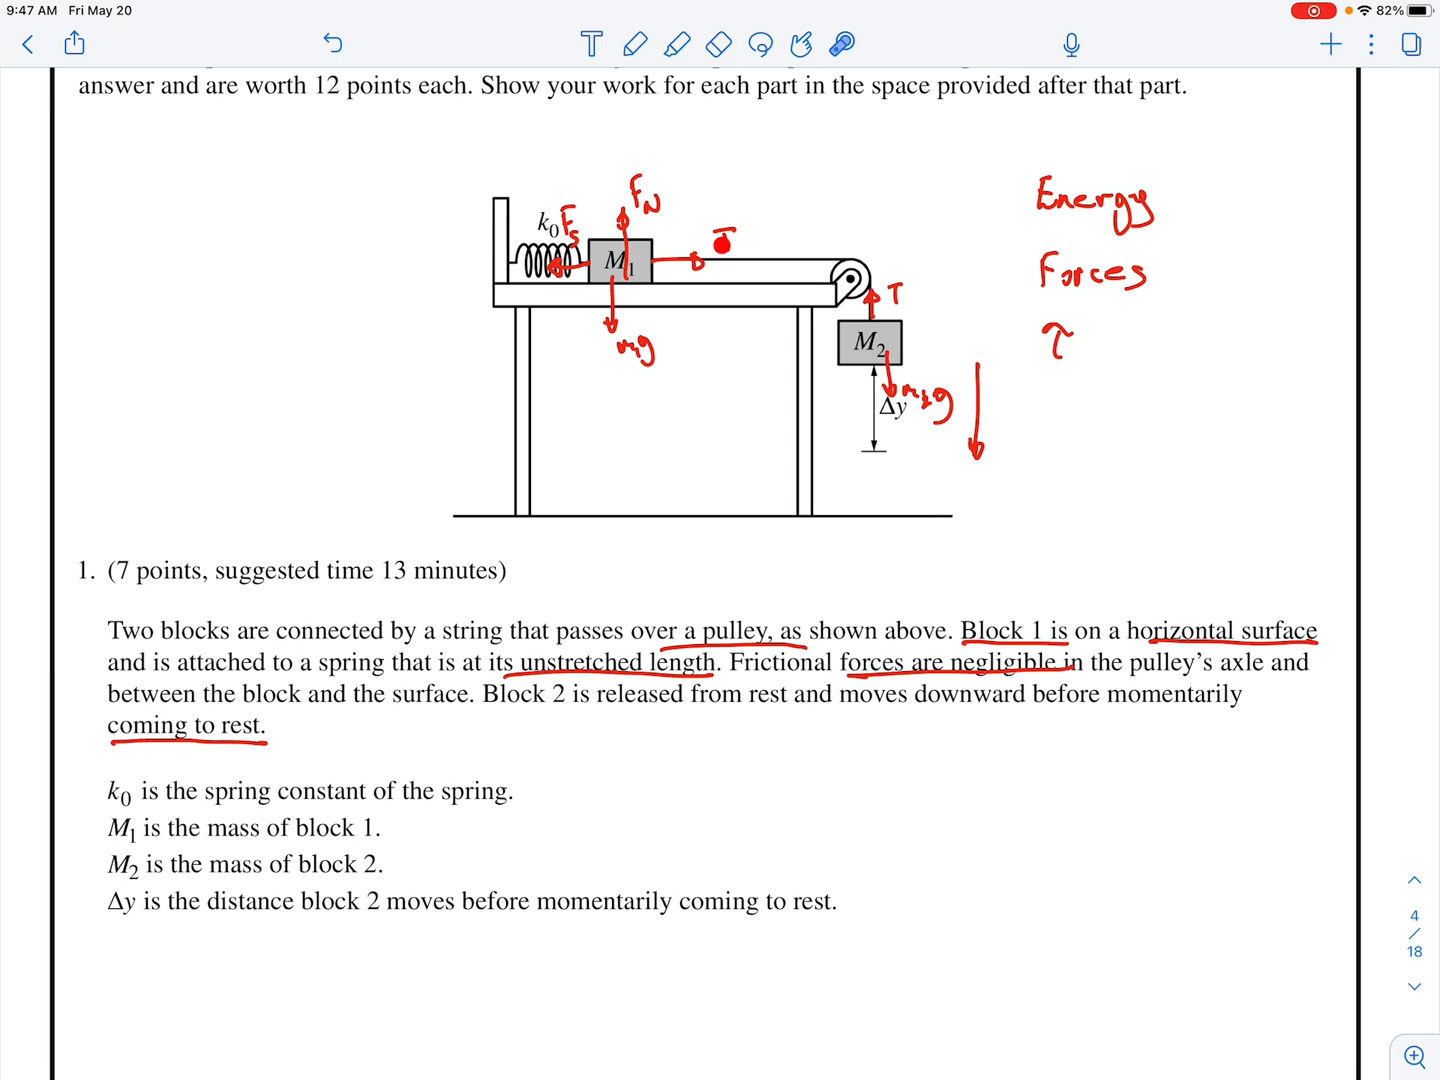 9:47 AM Fri May 20
82%
answer and are worth 12 points each. Show your work for each part in the space provided after that part.
Energy
Forces
τ
k₀ Fₛ
F_N
M₁
T
m₁g
T
M₂
m₂g
Δy
1. (7 points, suggested time 13 minutes)
Two blocks are connected by a string that passes over a pulley, as shown above. Block 1 is on a horizontal surface
and is attached to a spring that is at its unstretched length. Frictional forces are negligible in the pulley's axle and
between the block and the surface. Block 2 is released from rest and moves downward before momentarily
coming to rest.
k₀ is the spring constant of the spring.
M₁ is the mass of block 1.
M₂ is the mass of block 2.
Δy is the distance block 2 moves before momentarily coming to rest.
4
/
18